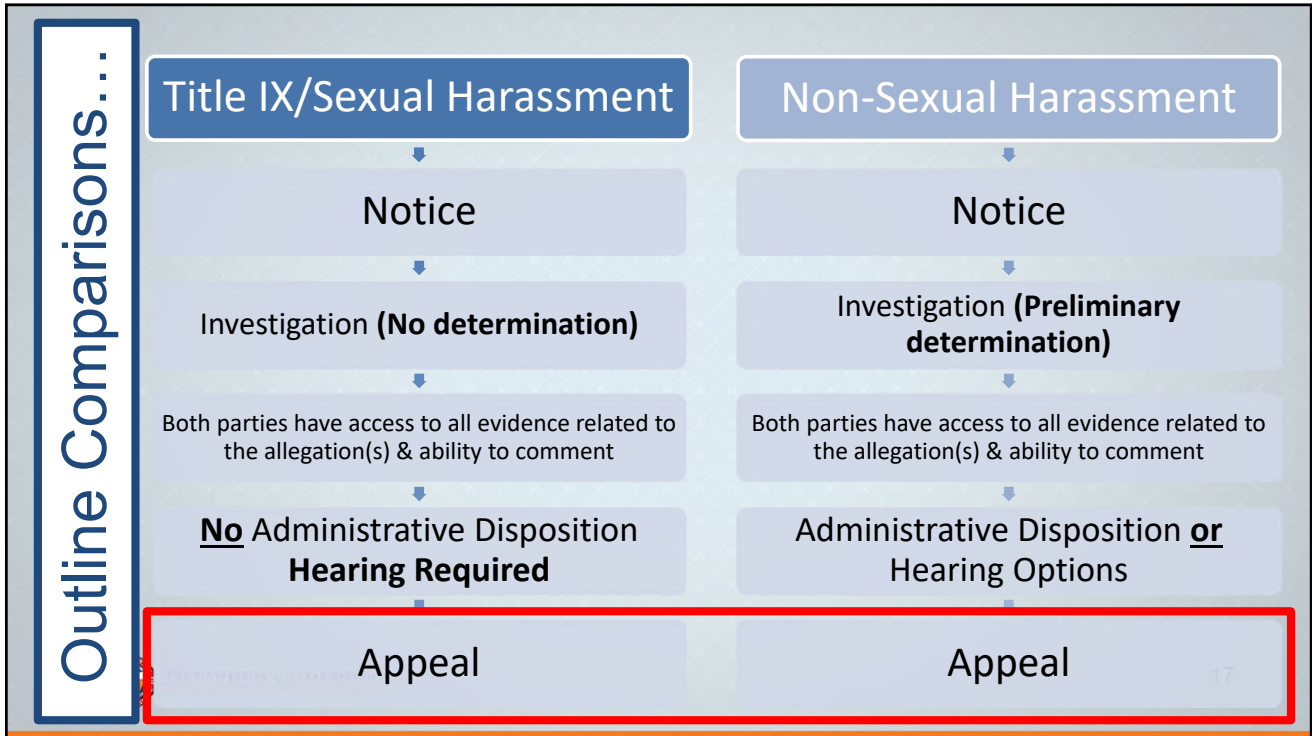 Outline Comparisons…
Title IX/Sexual Harassment
Notice
Investigation (No determination)
Both parties have access to all evidence related to
the allegation(s) & ability to comment
No Administrative Disposition
Hearing Required
Appeal
Non-Sexual Harassment
Notice
Investigation (Preliminary
determination)
Both parties have access to all evidence related to
the allegation(s) & ability to comment
Administrative Disposition or
Hearing Options
Appeal
17